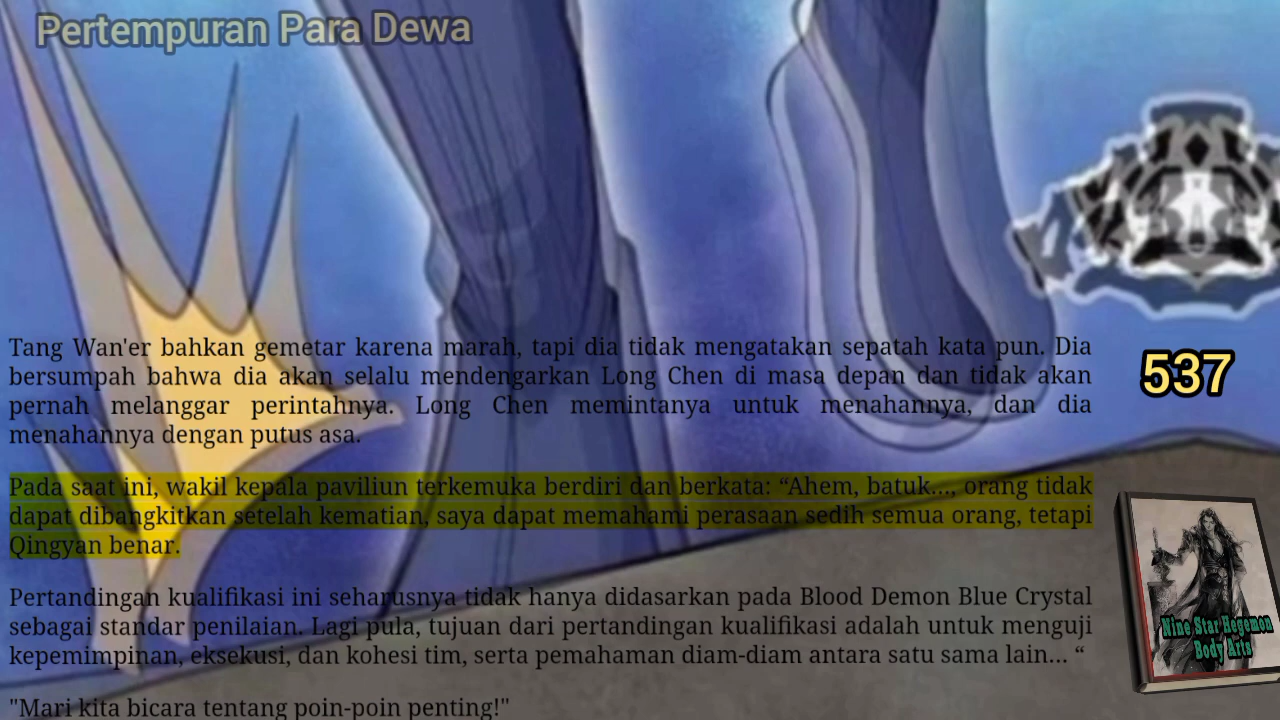 Pertempuran Para Dewa
Tang Wan'er bahkan gemetar karena marah, tapi dia tidak mengatakan sepatah kata pun. Dia
bersumpah bahwa dia akan selalu mendengarkan Long Chen di masa depan dan tidak akan
pernah melanggar perintahnya. Long Chen memintanya untuk menahannya, dan dia
menahannya dengan putus asa.
537
Pada saat ini, wakil kepala paviliun terkemuka berdiri dan berkata: “Ahem, batuk…, orang tidak
dapat dibangkitkan setelah kematian, saya dapat memahami perasaan sedih semua orang, tetapi
Qingyan benar.
Pertandingan kualifikasi ini seharusnya tidak hanya didasarkan pada Blood Demon Blue Crystal
sebagai standar penilaian. Lagi pula, tujuan dari pertandingan kualifikasi adalah untuk menguji
kepemimpinan, eksekusi, dan kohesi tim, serta pemahaman diam-diam antara satu sama lain… “
"Mari kita bicara tentang poin-poin penting!"
Nine Star Hegemon
Body Arts